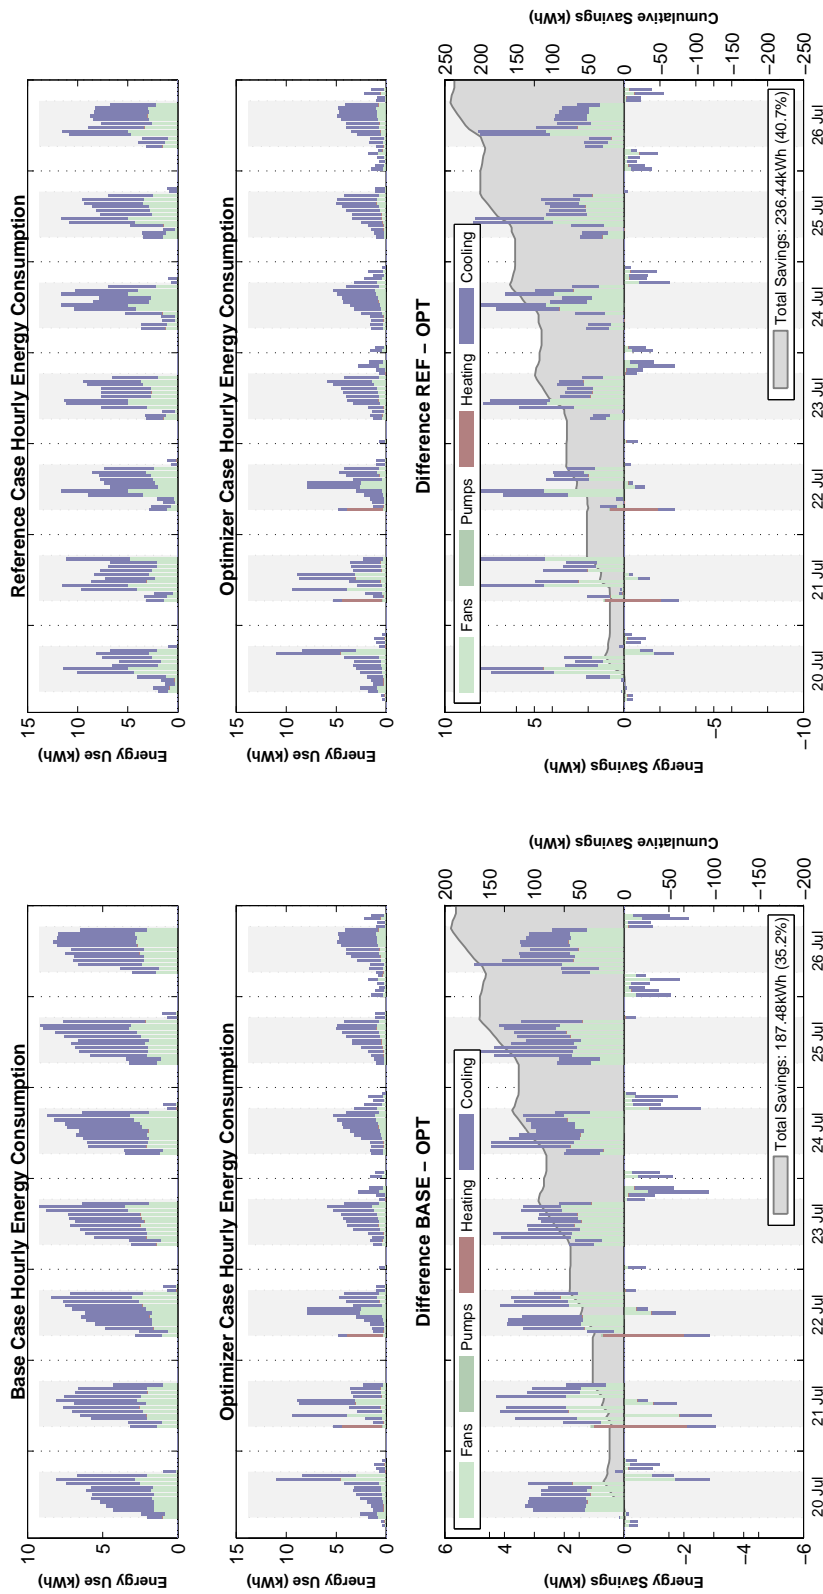 Base Case Hourly Energy Consumption
Energy Use (kWh)
15
10
5
0
Optimizer Case Hourly Energy Consumption
Energy Use (kWh)
15
10
5
0
Difference BASE – OPT
Fans Pumps Heating Cooling
Energy Savings (kWh)
6
4
2
0
−2
−4
−6
Cumulative Savings (kWh)
200
150
100
50
0
−50
−100
−150
−200
Total Savings: 187.48kWh (35.2%)
20 Jul 21 Jul 22 Jul 23 Jul 24 Jul 25 Jul 26 Jul
Reference Case Hourly Energy Consumption
Energy Use (kWh)
15
10
5
0
Optimizer Case Hourly Energy Consumption
Energy Use (kWh)
15
10
5
0
Difference REF – OPT
Fans Pumps Heating Cooling
Energy Savings (kWh)
10
5
0
−5
−10
Cumulative Savings (kWh)
250
200
150
100
50
0
−50
−100
−150
−200
−250
Total Savings: 236.44kWh (40.7%)
20 Jul 21 Jul 22 Jul 23 Jul 24 Jul 25 Jul 26 Jul